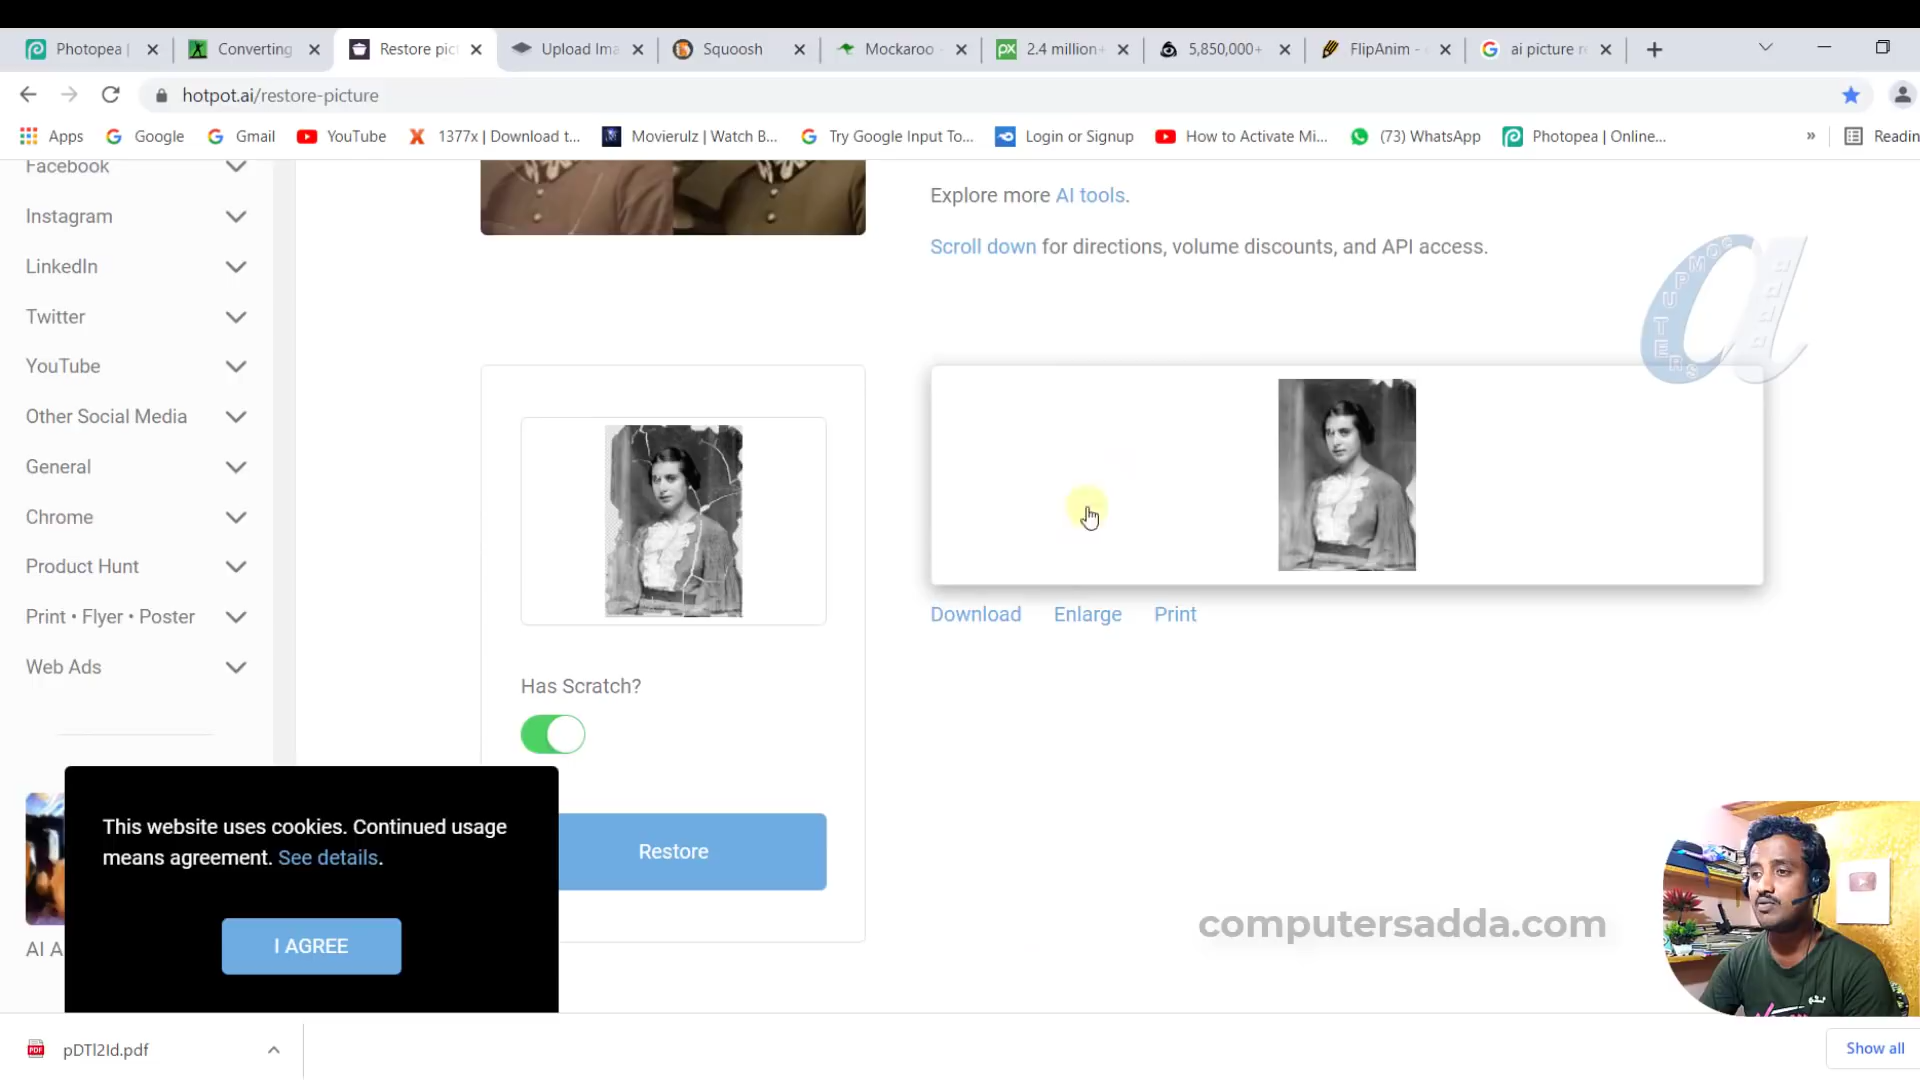 Photopea |
Converting
Restore pic
Upload Ima
Squoosh
Mockaroo -
2.4 million+
5,850,000+
FlipAnim -
ai picture r
hotpot.ai/restore-picture
Apps
Google
Gmail
YouTube
1377x | Download t...
Movierulz | Watch B...
Try Google Input To...
Login or Signup
How to Activate Mi...
(73) WhatsApp
Photopea | Online...
»
Readin
Facebook
Instagram
LinkedIn
Twitter
YouTube
Other Social Media
General
Chrome
Product Hunt
Print • Flyer • Poster
Web Ads
AI A
Explore more AI tools.
Scroll down for directions, volume discounts, and API access.
COMPUTERS
a
Download Enlarge Print
Has Scratch?
Restore
This website uses cookies. Continued usage
means agreement. See details.
I AGREE
computersadda.com
pDTl2Id.pdf
Show all